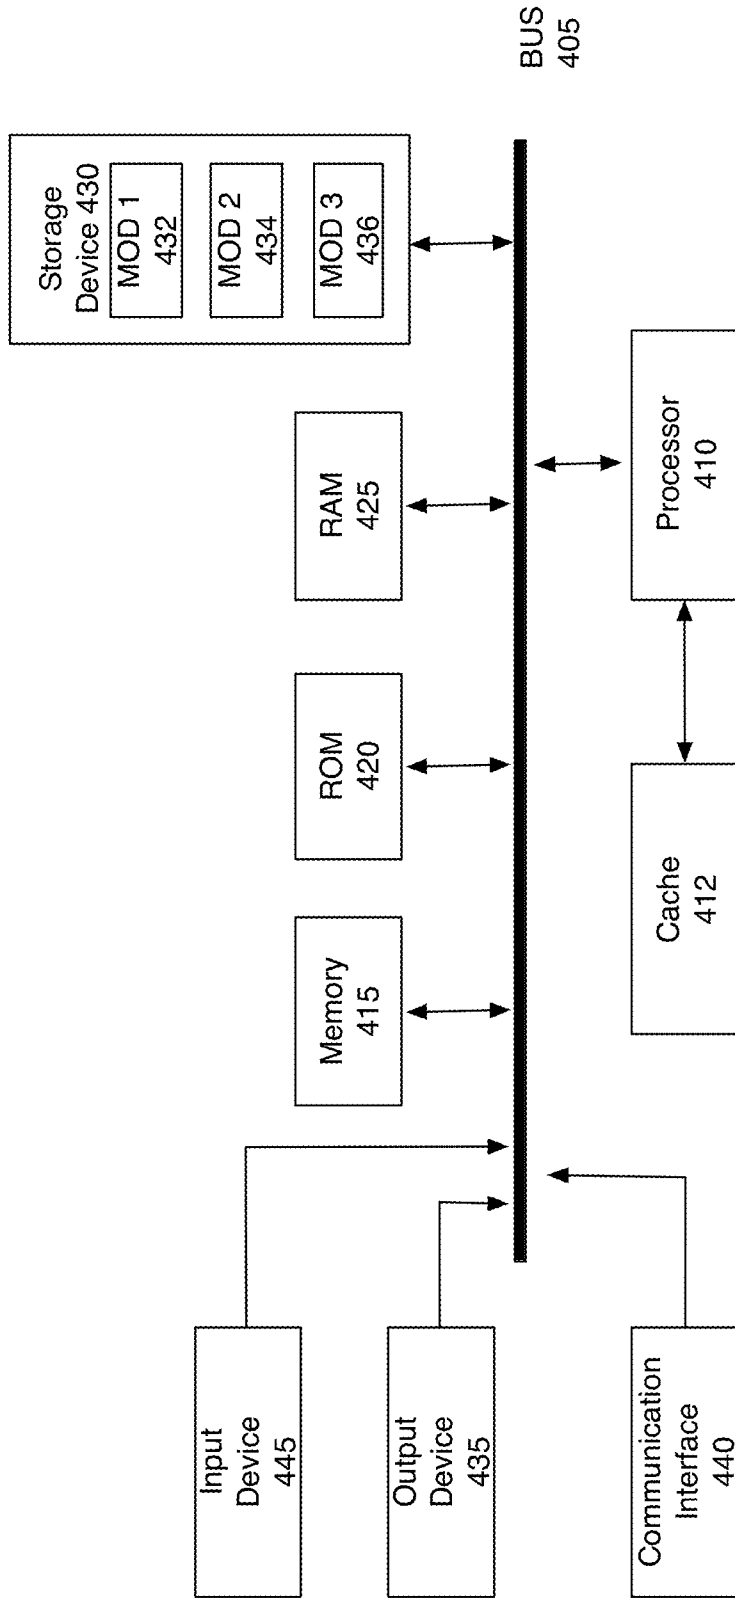 Input
Device
445
Output
Device
435
Communication
Interface
440
Memory
415
ROM
420
RAM
425
Storage
Device 430
MOD 1
432
MOD 2
434
MOD 3
436
Cache
412
Processor
410
BUS
405